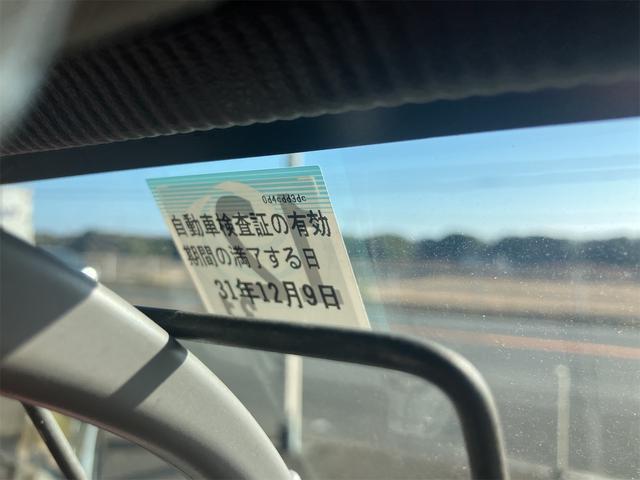 0d4cdd3dc
自動車検査証の有効
期間の満了する日
31年12月9日